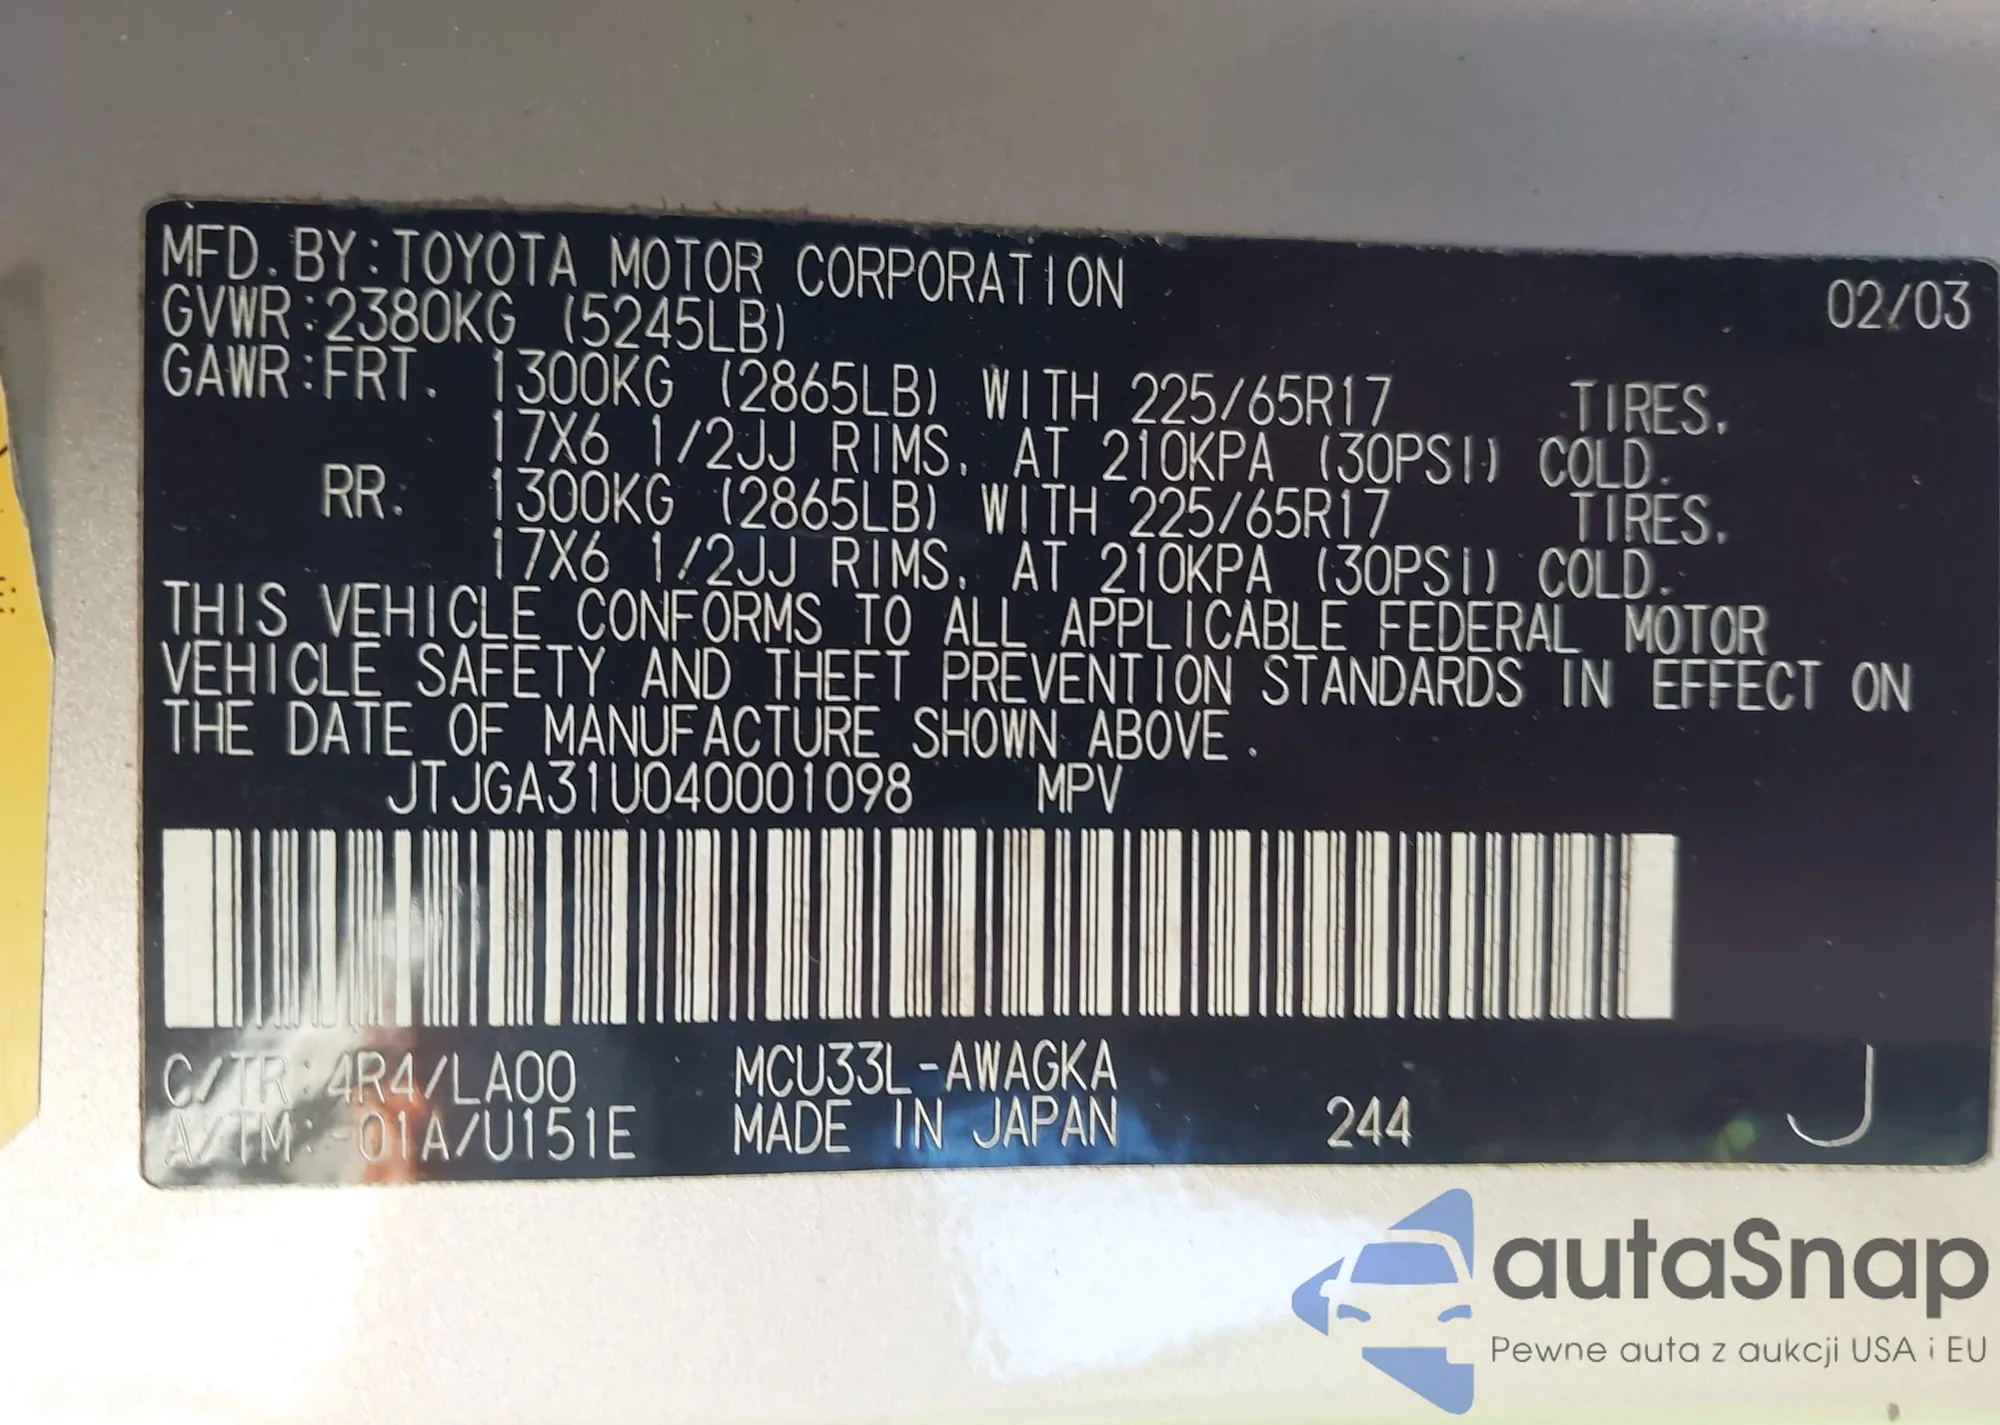 MFD. BY: TOYOTA MOTOR CORPORATION 02/03
GVWR: 2380KG (5245LB)
GAWR: FRT. 1300KG (2865LB) WITH 225/65R17 TIRES.
17X6 1/2JJ RIMS. AT 210KPA (30PSI) COLD.
RR: 1300KG (2865LB) WITH 225/65R17 TIRES.
17X6 1/2JJ RIMS. AT 210KPA (30PSI) COLD.
THIS VEHICLE CONFORMS TO ALL APPLICABLE FEDERAL MOTOR
VEHICLE SAFETY AND THEFT PREVENTION STANDARDS IN EFFECT ON
THE DATE OF MANUFACTURE SHOWN ABOVE.
JTJGA31U040001098 MPV
C/TR: 4R4/LA00 MCU33L-AWAGKA
A/TM: -01A/U151E MADE IN JAPAN 244 J
autaSnap
Pewne auta z aukcji USA i EU